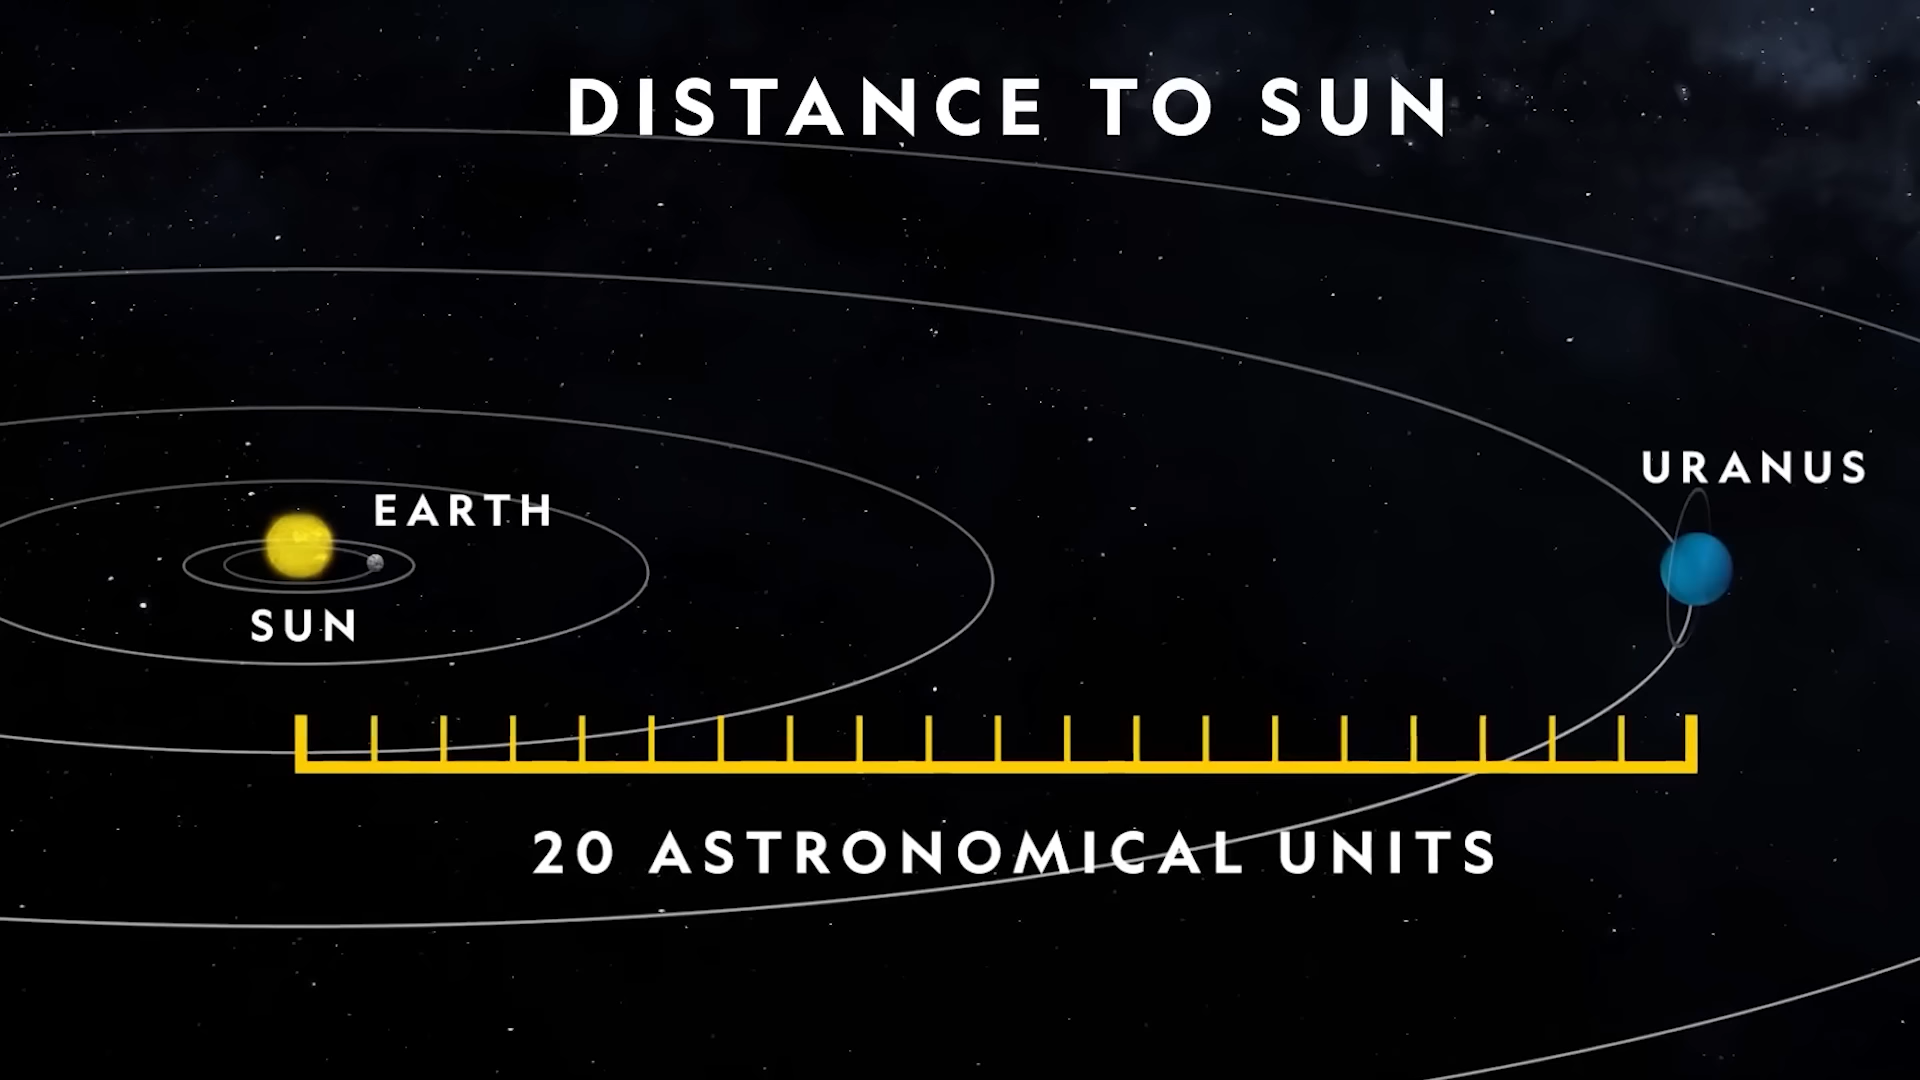 DISTANCE TO SUN
URANUS
EARTH
SUN
20 ASTRONOMICAL UNITS